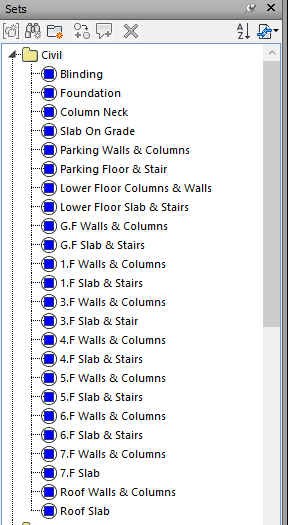 Sets
Civil
Blinding
Foundation
Column Neck
Slab On Grade
Parking Walls & Columns
Parking Floor & Stair
Lower Floor Columns & Walls
Lower Floor Slab & Stairs
G.F Walls & Columns
G.F Slab & Stairs
1.F Walls & Columns
1.F Slab & Stairs
3.F Walls & Columns
3.F Slab & Stair
4.F Walls & Columns
4.F Slab & Stairs
5.F Walls & Columns
5.F Slab & Stairs
6.F Walls & Columns
6.F Slab & Stairs
7.F Walls & Columns
7.F Slab
Roof Walls & Columns
Roof Slab